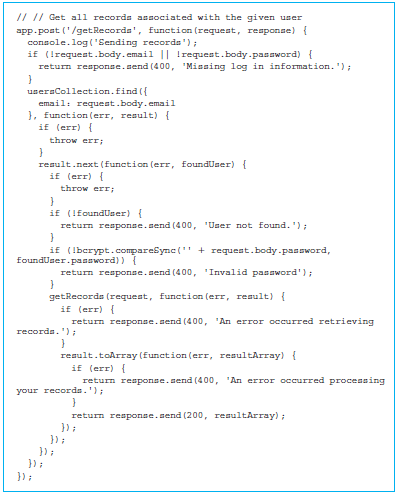 // // Get all records associated with the given user
app.post('/getRecords', function(request, response) {
  console.log('Sending records');
  if (!request.body.email || !request.body.password) {
    return response.send(400, 'Missing log in information.');
  }
  usersCollection.find({
    email: request.body.email
  }, function(err, result) {
    if (err) {
      throw err;
    }
    result.next(function(err, foundUser) {
      if (err) {
        throw err;
      }
      if (!foundUser) {
        return response.send(400, 'User not found.');
      }
      if (!bcrypt.compareSync('' + request.body.password,
foundUser.password)) {
        return response.send(400, 'Invalid password');
      }
      getRecords(request, function(err, result) {
        if (err) {
          return response.send(400, 'An error occurred retrieving
records.');
        }
        result.toArray(function(err, resultArray) {
          if (err) {
            return response.send(400, 'An error occurred processing
your records.');
          }
          return response.send(200, resultArray);
        });
      });
    });
  });
});